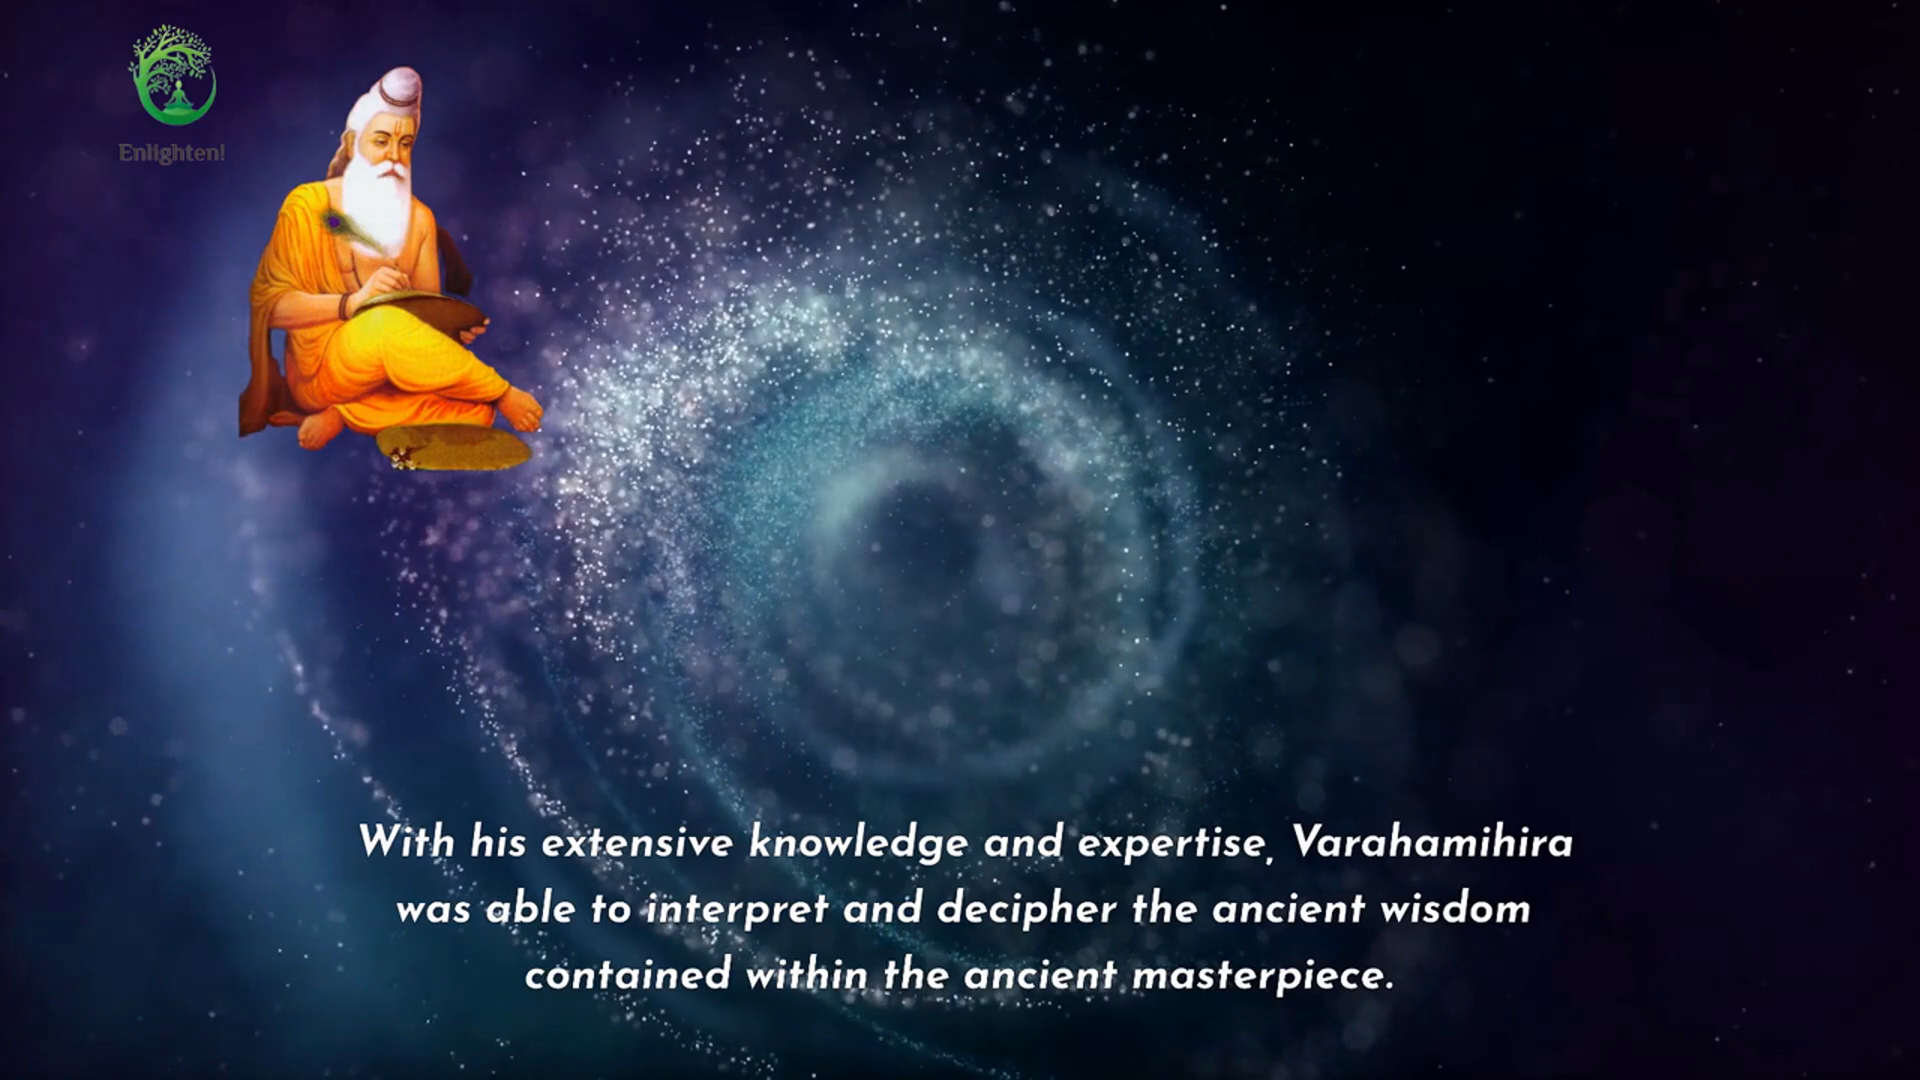 Enlighten!
With his extensive knowledge and expertise, Varahamihira
was able to interpret and decipher the ancient wisdom
contained within the ancient masterpiece.